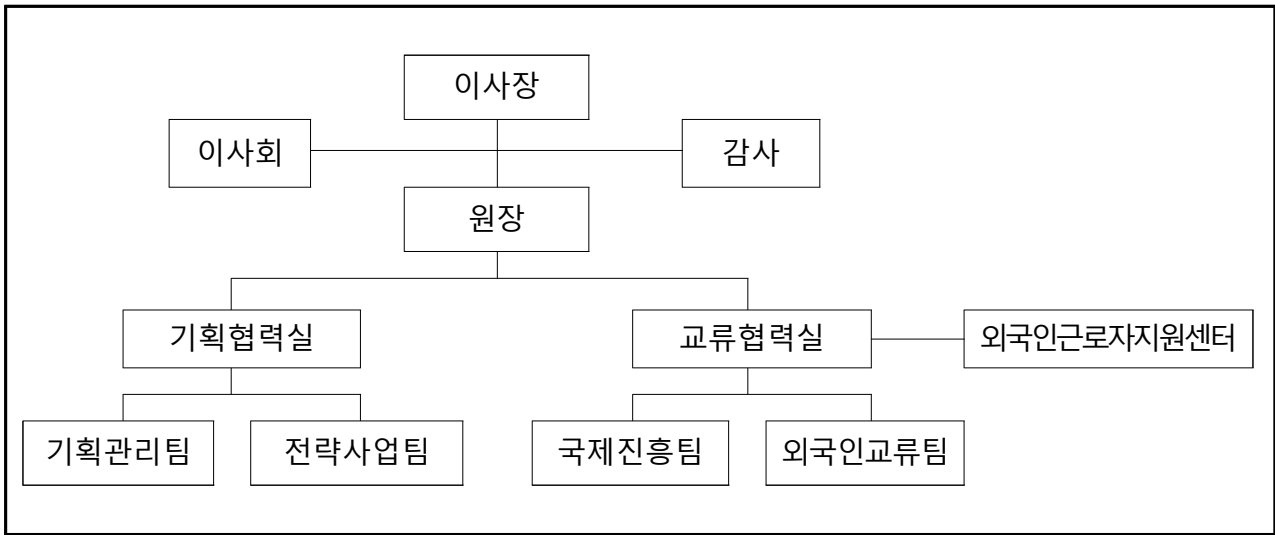 이사장
이사회
감사
원장
기획협력실
교류협력실
외국인근로자지원센터
기획관리팀
전략사업팀
국제진흥팀
외국인교류팀